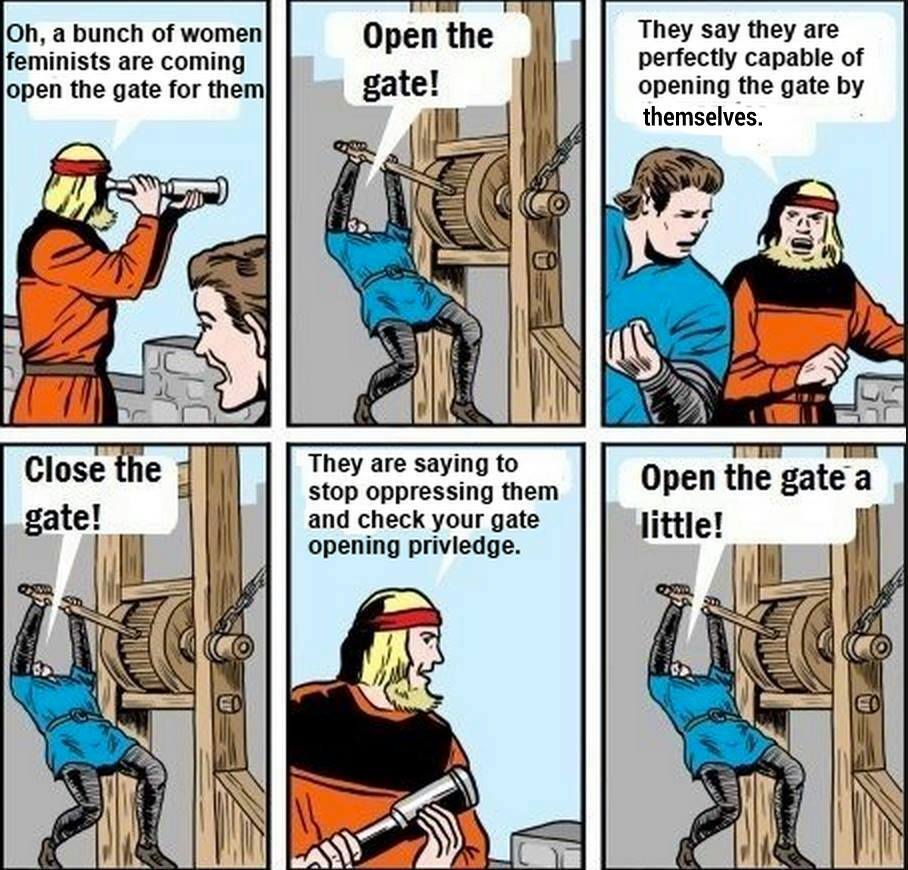 Oh, a bunch of women
feminists are coming
open the gate for them
Open the
gate!
They say they are
perfectly capable of
opening the gate by
themselves.
Close the
gate!
They are saying to
stop oppressing them
and check your gate
opening privledge.
Open the gate a
little!